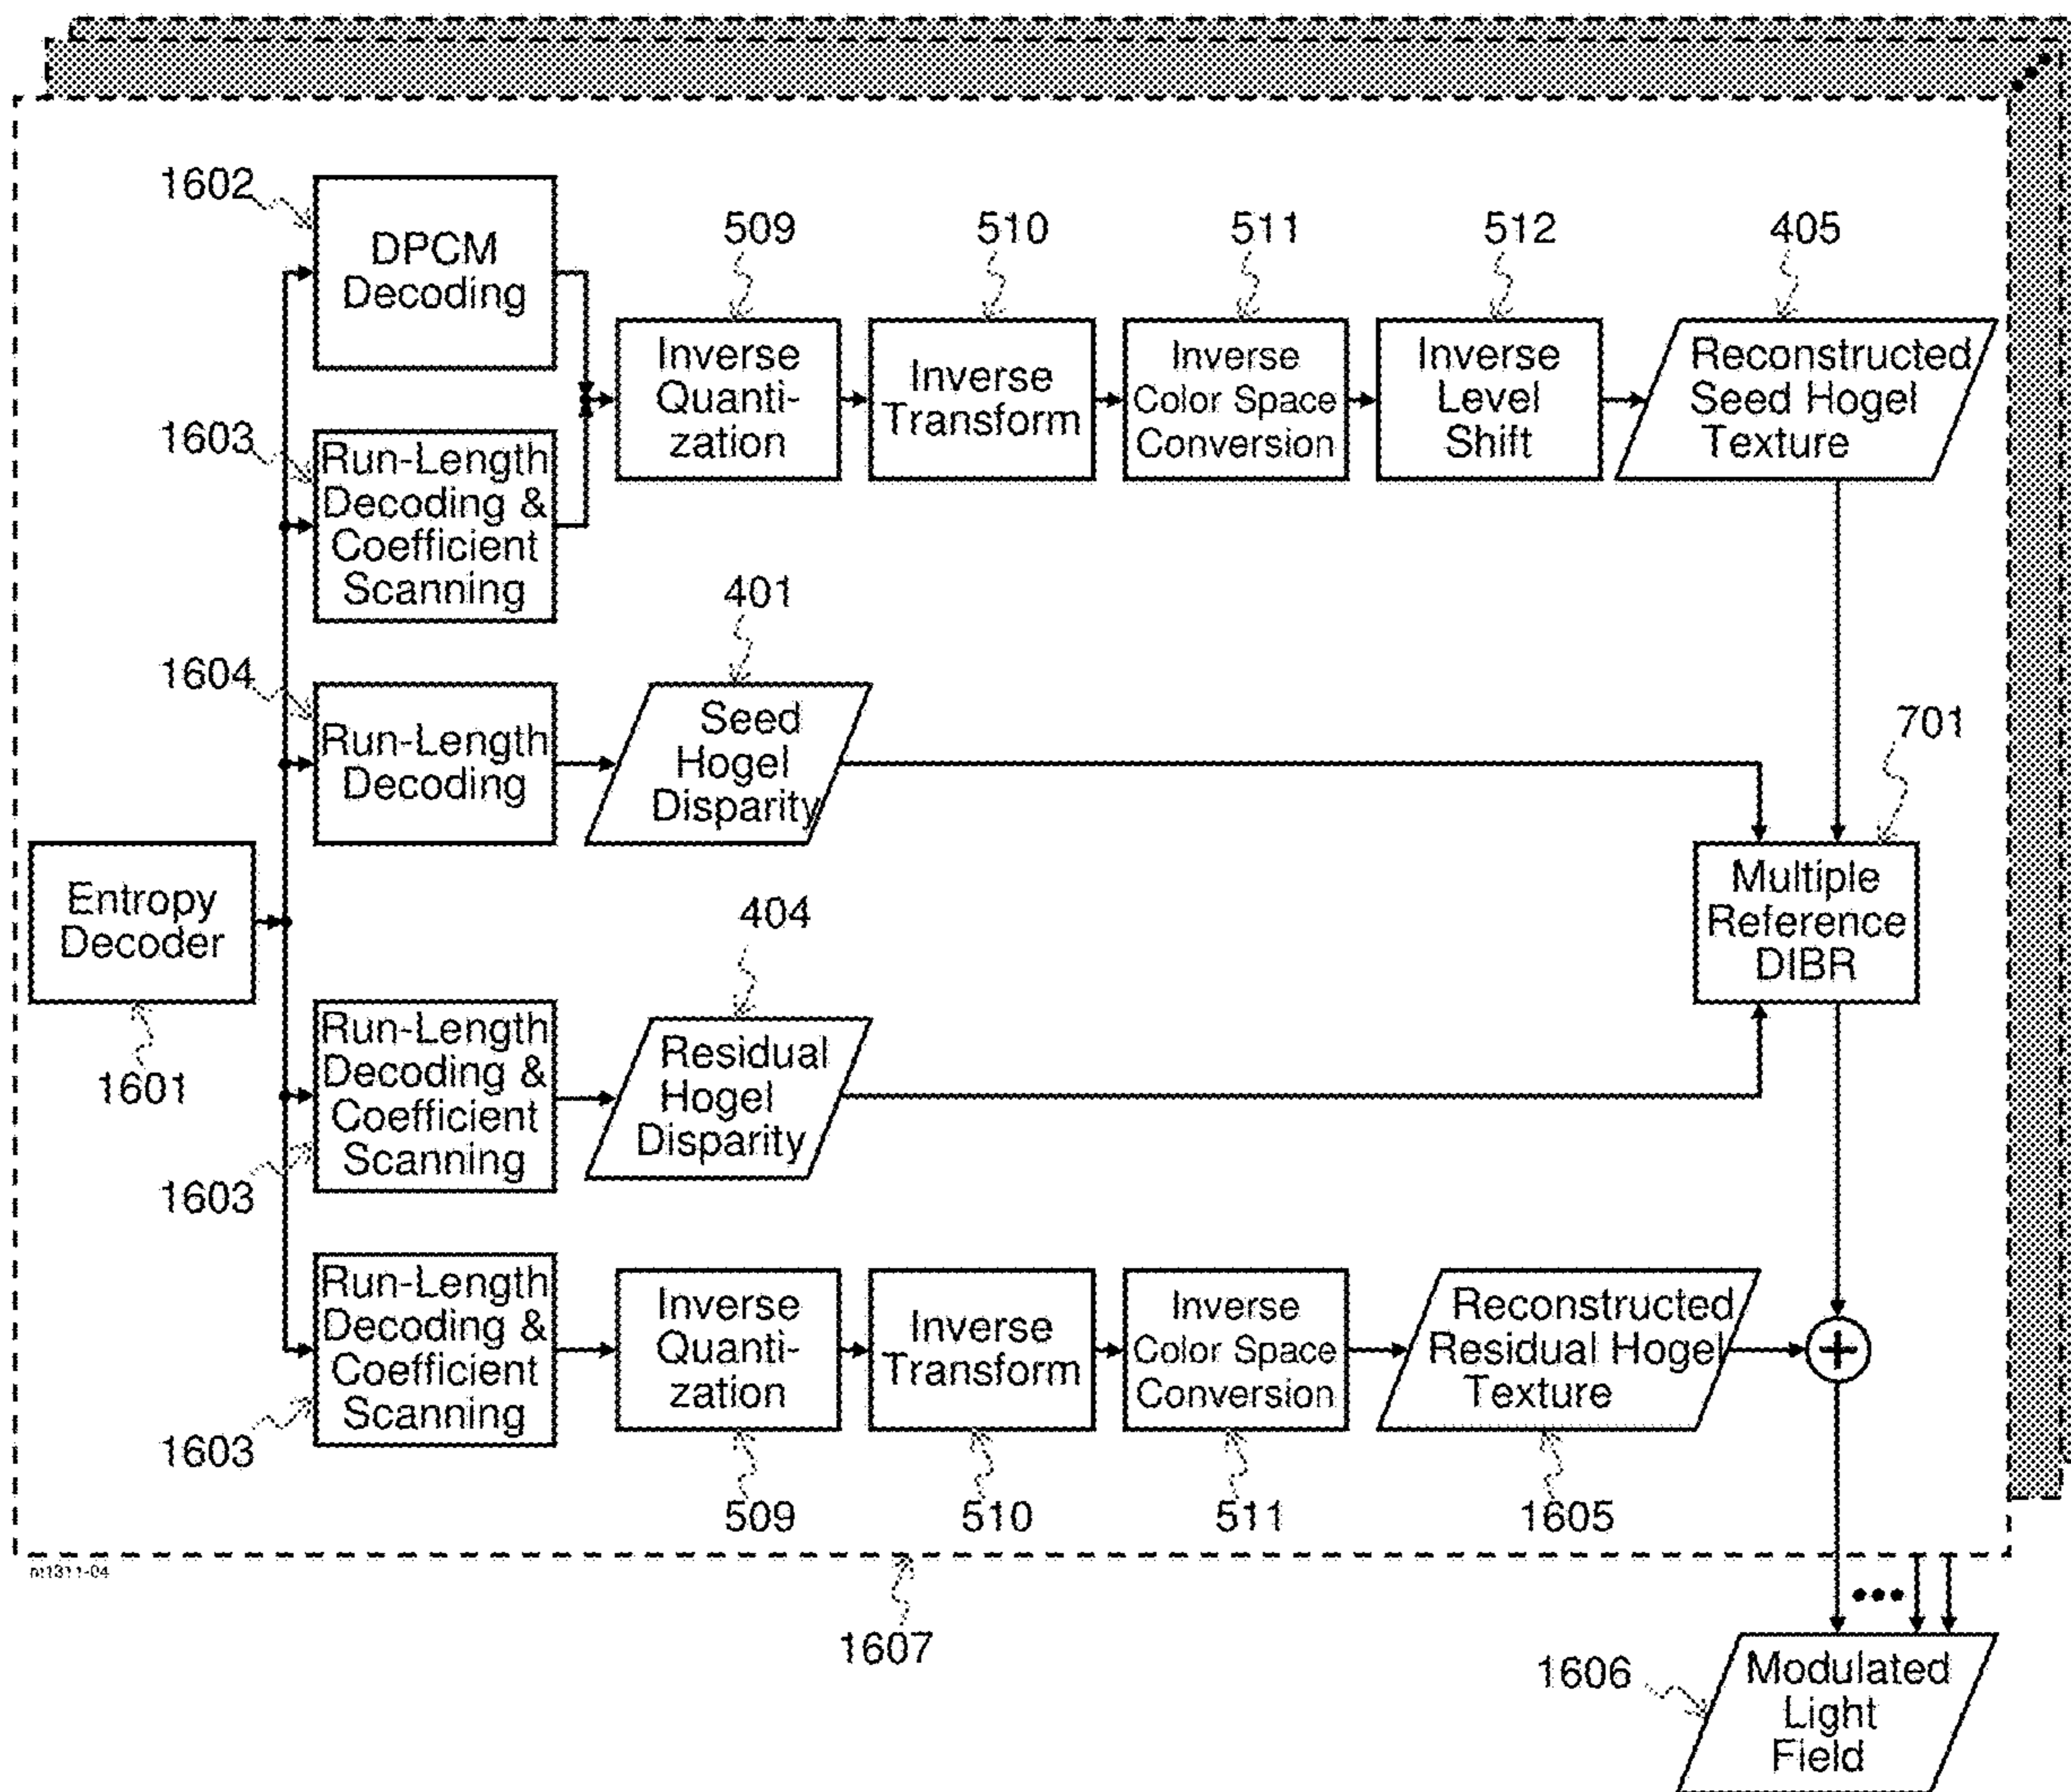 1602
DPCM
Decoding
509
510
511
512
405
Inverse
Quanti-
zation
Inverse
Transform
Inverse
Color Space
Conversion
Inverse
Level
Shift
Reconstructed
Seed Hogel
Texture
1603
Run-Length
Decoding &
Coefficient
Scanning
401
1604
Run-Length
Decoding
Seed
Hogel
Disparity
701
Entropy
Decoder
1601
Multiple
Reference
DIBR
404
Run-Length
Decoding &
Coefficient
Scanning
1603
Residual
Hogel
Disparity
Run-Length
Decoding &
Coefficient
Scanning
1603
Inverse
Quanti-
zation
Inverse
Transform
Inverse
Color Space
Conversion
Reconstructed
Residual Hogel
Texture
+
509
510
511
1605
1607
1606
Modulated
Light
Field